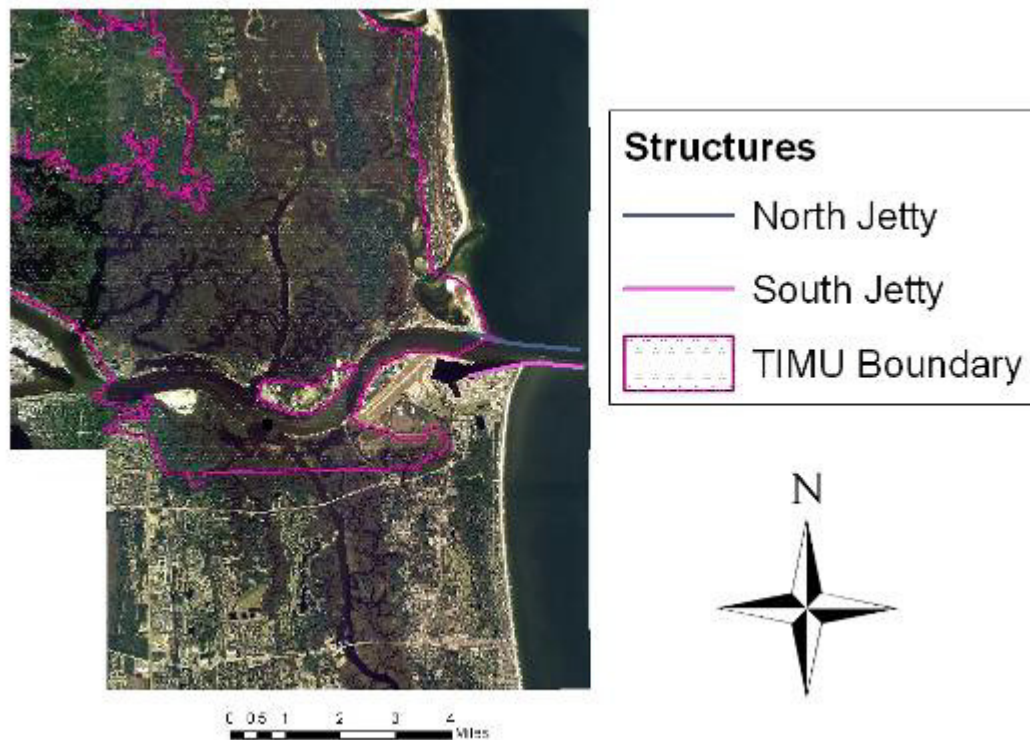 Structures
North Jetty
South Jetty
TIMU Boundary
N
0 0.5 1 2 3 4
Miles